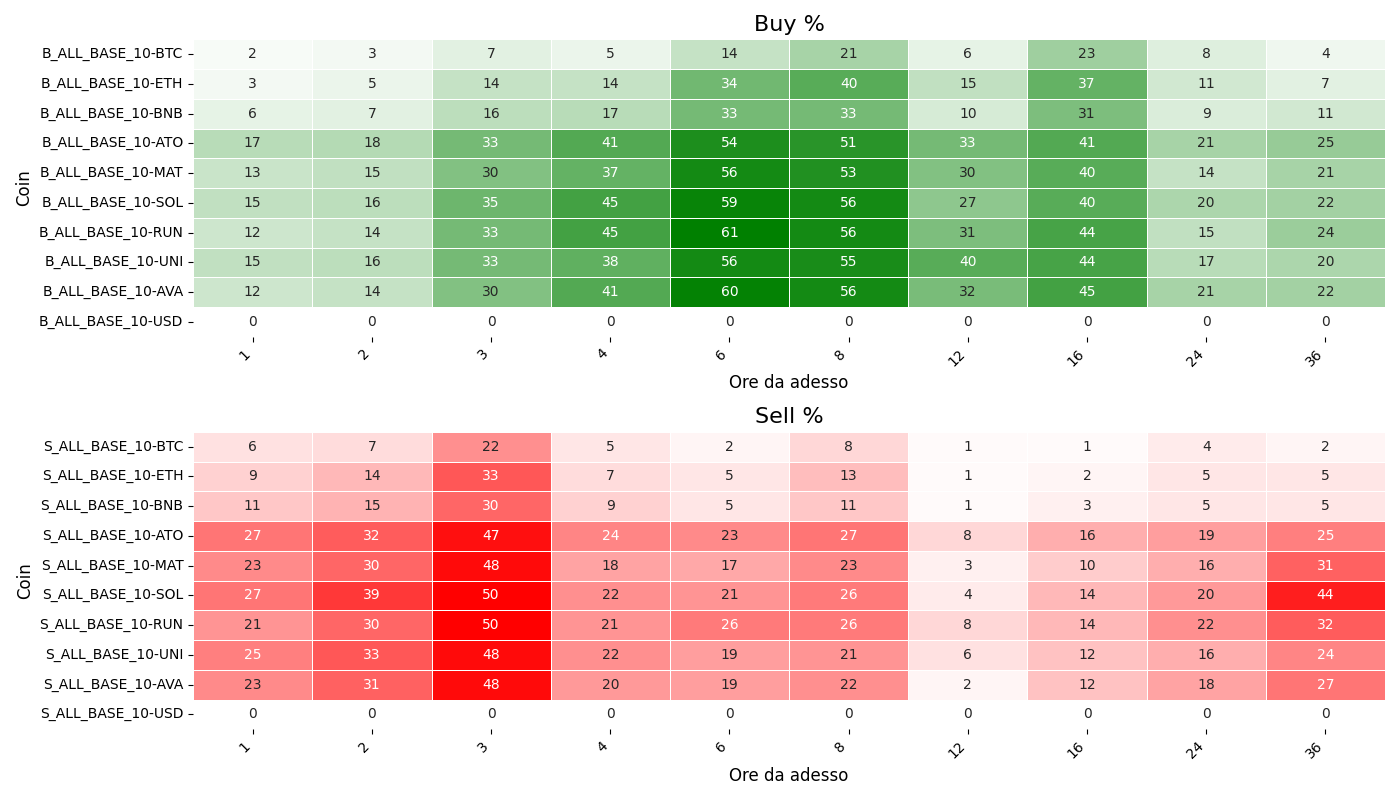 Buy %
Coin
B_ALL_BASE_10-BTC 2 3 7 5 14 21 6 23 8 4
B_ALL_BASE_10-ETH 3 5 14 14 34 40 15 37 11 7
B_ALL_BASE_10-BNB 6 7 16 17 33 33 10 31 9 11
B_ALL_BASE_10-ATO 17 18 33 41 54 51 33 41 21 25
B_ALL_BASE_10-MAT 13 15 30 37 56 53 30 40 14 21
B_ALL_BASE_10-SOL 15 16 35 45 59 56 27 40 20 22
B_ALL_BASE_10-RUN 12 14 33 45 61 56 31 44 15 24
B_ALL_BASE_10-UNI 15 16 33 38 56 55 40 44 17 20
B_ALL_BASE_10-AVA 12 14 30 41 60 56 32 45 21 22
B_ALL_BASE_10-USD 0 0 0 0 0 0 0 0 0 0
1 2 3 4 6 8 12 16 24 36
Ore da adesso
Sell %
Coin
S_ALL_BASE_10-BTC 6 7 22 5 2 8 1 1 4 2
S_ALL_BASE_10-ETH 9 14 33 7 5 13 1 2 5 5
S_ALL_BASE_10-BNB 11 15 30 9 5 11 1 3 5 5
S_ALL_BASE_10-ATO 27 32 47 24 23 27 8 16 19 25
S_ALL_BASE_10-MAT 23 30 48 18 17 23 3 10 16 31
S_ALL_BASE_10-SOL 27 39 50 22 21 26 4 14 20 44
S_ALL_BASE_10-RUN 21 30 50 21 26 26 8 14 22 32
S_ALL_BASE_10-UNI 25 33 48 22 19 21 6 12 16 24
S_ALL_BASE_10-AVA 23 31 48 20 19 22 2 12 18 27
S_ALL_BASE_10-USD 0 0 0 0 0 0 0 0 0 0
1 2 3 4 6 8 12 16 24 36
Ore da adesso